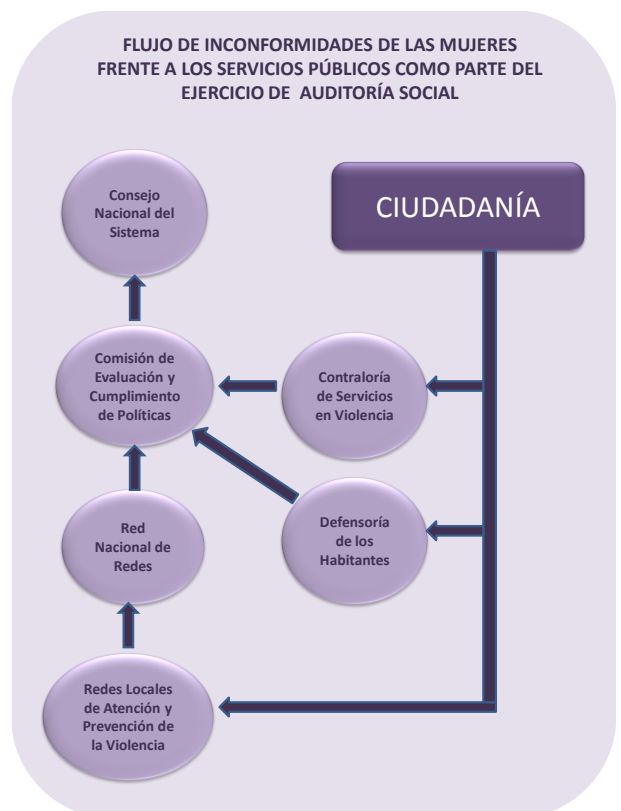 FLUJO DE INCONFORMIDADES DE LAS MUJERES
FRENTE A LOS SERVICIOS PÚBLICOS COMO PARTE DEL
EJERCICIO DE AUDITORÍA SOCIAL
Consejo
Nacional del
Sistema
CIUDADANÍA
Comisión de
Evaluación y
Cumplimiento
de Políticas
Contraloría
de Servicios
en Violencia
Red
Nacional de
Redes
Defensoría
de los
Habitantes
Redes Locales
de Atención y
Prevención de
la Violencia